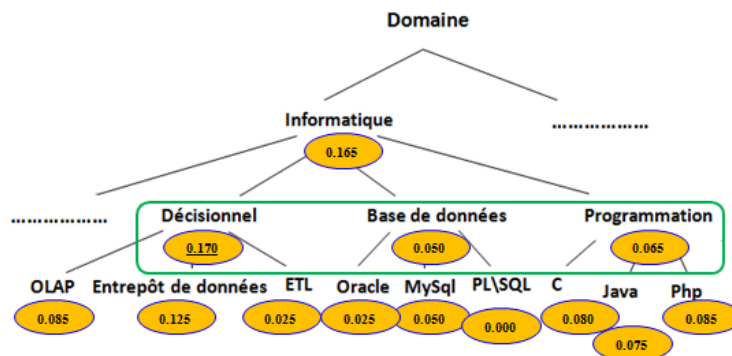 Domaine
Informatique
………………
0.165
………………
Décisionnel Base de données Programmation
0.170 0.050 0.065
OLAP Entrepôt de données ETL Oracle MySql PL\SQL C Java Php
0.085 0.125 0.025 0.025 0.050 0.000 0.080 0.075 0.085